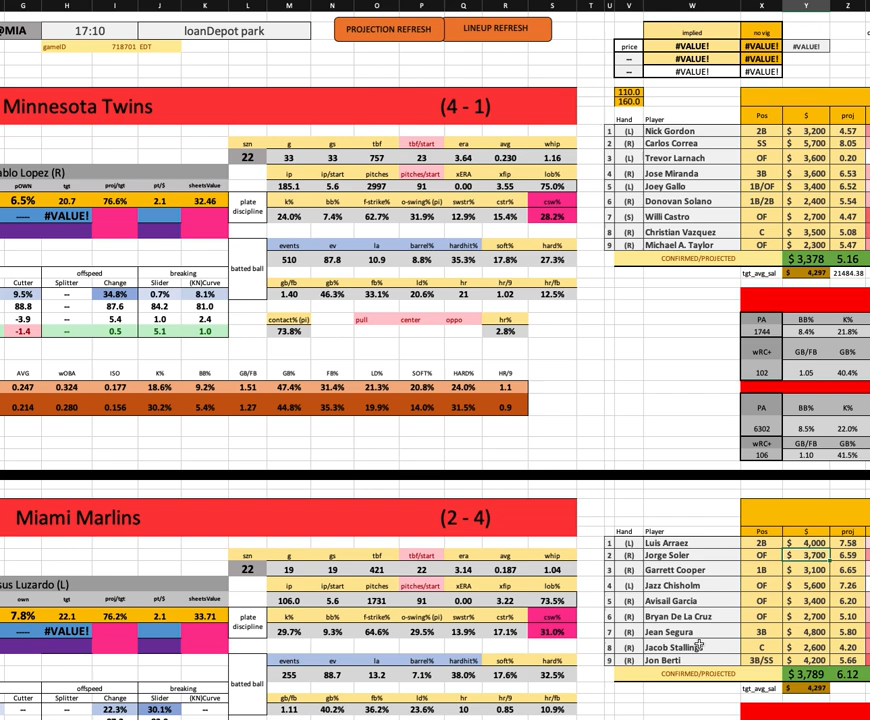 G H I J K L M N O P Q R S T U V W X Y Z
@MIA 17:10 loanDepot park PROJECTION REFRESH LINEUP REFRESH implied no vig
gameID 718701 EDT price #VALUE! #VALUE! #VALUE!
-- #VALUE! #VALUE!
-- #VALUE! #VALUE!
110.0
160.0
Minnesota Twins (4 - 1)
Hand Player Pos $ proj
1 (L) Nick Gordon 2B $ 3,200 4.57
2 (R) Carlos Correa SS $ 5,700 8.05
3 (L) Trevor Larnach OF $ 3,600 0.20
4 (R) Jose Miranda 3B $ 3,600 6.53
5 (L) Joey Gallo 1B/OF $ 3,400 6.52
6 (R) Donovan Solano 1B/2B $ 2,400 5.54
7 (S) Willi Castro OF $ 2,700 4.47
8 (R) Christian Vazquez C $ 3,500 5.08
9 (R) Michael A. Taylor OF $ 2,300 5.47
CONFIRMED/PROJECTED $ 3,378 5.16
tgt_avg_sal $ 4,297 21484.38
szn g gs tbf tbf/start era avg whip
22 33 33 757 23 3.64 0.230 1.16
ip ip/start pitches pitches/start xERA xfip lob%
185.1 5.6 2997 91 0.00 3.55 75.0%
plate discipline
k% bb% f-strike% o-swing% (pi) swstr% cstr% csw%
24.0% 7.4% 62.7% 31.9% 12.9% 15.4% 28.2%
batted ball
events ev la barrel% hardhit% soft% hard%
510 87.8 10.9 8.8% 35.3% 17.8% 27.3%
gb/fb gb% fb% ld% hr hr/9 hr/fb
1.40 46.3% 33.1% 20.6% 21 1.02 12.5%
contact% (pi) pull center oppo hr%
73.8% 2.8%
ablo Lopez (R)
pOWN tgt proj/tgt pt/$ sheetsValue
6.5% 20.7 76.6% 2.1 32.46
----- #VALUE!
offspeed breaking
Cutter Splitter Change Slider (KN)Curve
9.5% -- 34.8% 0.7% 8.1%
88.8 -- 87.6 84.2 81.0
-3.9 -- 5.4 1.0 2.4
-1.4 -- 0.5 5.1 1.0
AVG wOBA ISO K% BB% GB/FB GB% FB% LD% SOFT% HARD% HR/9
0.247 0.324 0.177 18.6% 9.2% 1.51 47.4% 31.4% 21.3% 20.8% 24.0% 1.1
0.214 0.280 0.156 30.2% 5.4% 1.27 44.8% 35.3% 19.9% 14.0% 31.5% 0.9
PA BB% K%
1744 8.4% 21.8%
wRC+ GB/FB GB%
102 1.05 40.4%
PA BB% K%
6302 8.5% 22.0%
wRC+ GB/FB GB%
106 1.10 41.5%
Miami Marlins (2 - 4)
Hand Player Pos $ proj
1 (L) Luis Arraez 2B $ 4,000 7.58
2 (R) Jorge Soler OF $ 3,700 6.59
3 (R) Garrett Cooper 1B $ 3,100 6.65
4 (L) Jazz Chisholm OF $ 5,600 7.26
5 (R) Avisail Garcia OF $ 3,400 6.20
6 (R) Bryan De La Cruz OF $ 2,700 5.10
7 (R) Jean Segura 3B $ 4,800 5.80
8 (R) Jacob Stallings C $ 2,600 4.20
9 (R) Jon Berti 3B/SS $ 4,200 5.66
CONFIRMED/PROJECTED $ 3,789 6.12
tgt_avg_sal $ 4,297
szn g gs tbf tbf/start era avg whip
22 19 19 421 22 3.14 0.187 1.04
ip ip/start pitches pitches/start xERA xfip lob%
106.0 5.6 1731 91 0.00 3.22 73.5%
plate discipline
k% bb% f-strike% o-swing% (pi) swstr% cstr% csw%
29.7% 9.3% 64.6% 29.5% 13.9% 17.1% 31.0%
batted ball
events ev la barrel% hardhit% soft% hard%
255 88.7 13.2 7.1% 38.0% 17.6% 32.5%
gb/fb gb% fb% ld% hr hr/9 hr/fb
1.11 40.2% 36.2% 23.6% 10 0.85 10.9%
sus Luzardo (L)
own tgt proj/tgt pt/$ sheetsValue
7.8% 22.1 76.2% 2.1 33.71
----- #VALUE!
offspeed breaking
Cutter Splitter Change Slider (KN)Curve
-- -- 22.3% 30.1% --